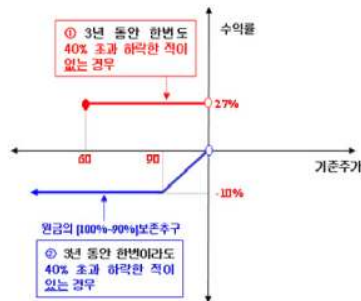 수익률
① 3년 동안 한번도
40% 초과 하락한 적이
있는 경우
27%
60
90
기준주가
-10%
원금의 [100%~90%]보존추구
② 3년 동안 한번이라도
40% 초과 하락한 적이
있는 경우